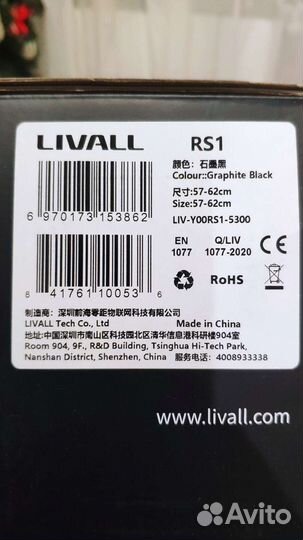 LIVALL RS1
颜色：石墨黑
Colour::Graphite Black
尺寸:57-62cm
Size:57-62cm
LIV-Y00RS1-5300
6 970173 153862
EN Q/LIV
1077 1077-2020
CE
8 41761 10053 6
RoHS
制造商：深圳前海零距物联网科技有限公司
LIVALL Tech Co., Ltd Made in China
地址:中国深圳市南山区科技园北区清华信息港科研楼904室
Room 904, 9F., R&D Building, Tsinghua Hi-Tech Park,
Nanshan District, Shenzhen, China 服务电话：4008933338
www.livall.com
Avito